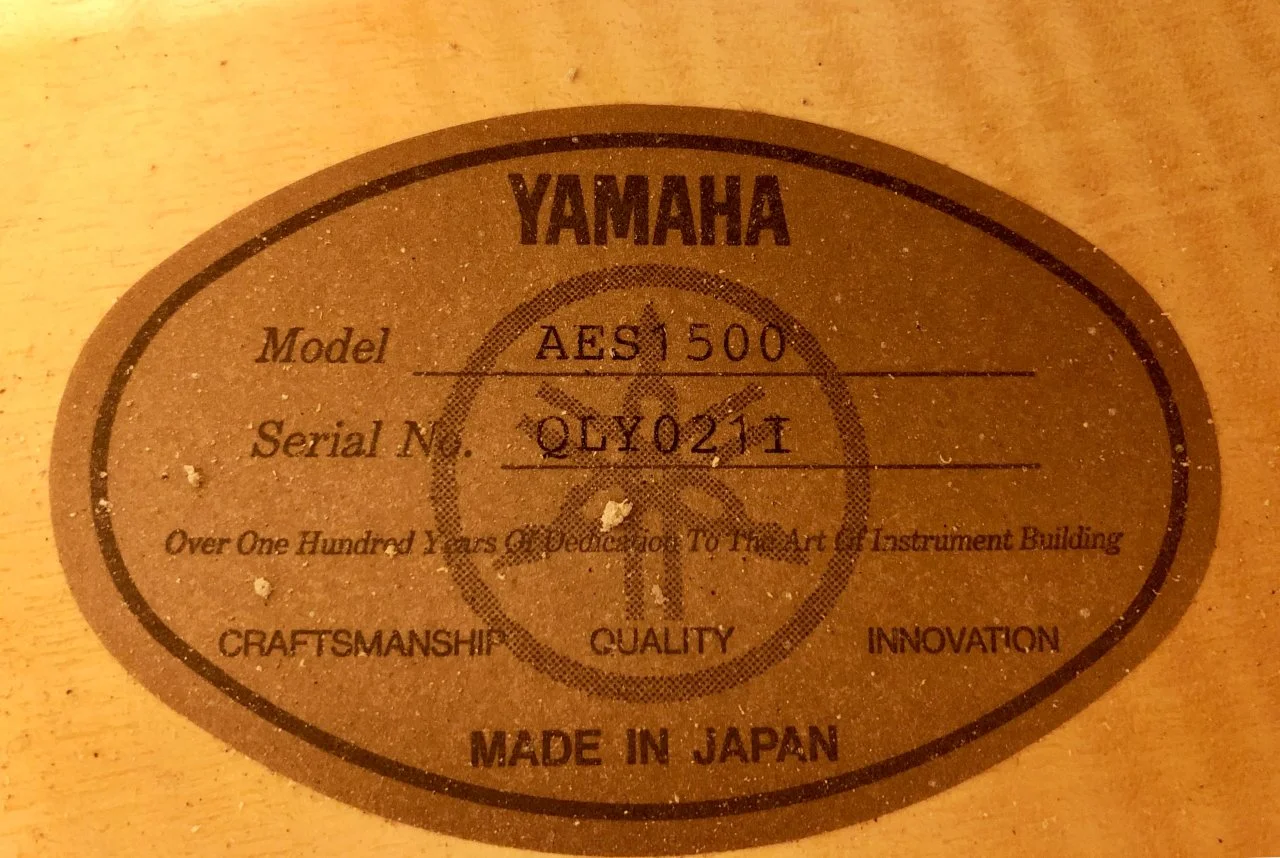 YAMAHA
Model AES1500
Serial No. QLY021I
Over One Hundred Years Of Dedication To The Art Of Instrument Building
CRAFTSMANSHIP QUALITY INNOVATION
MADE IN JAPAN